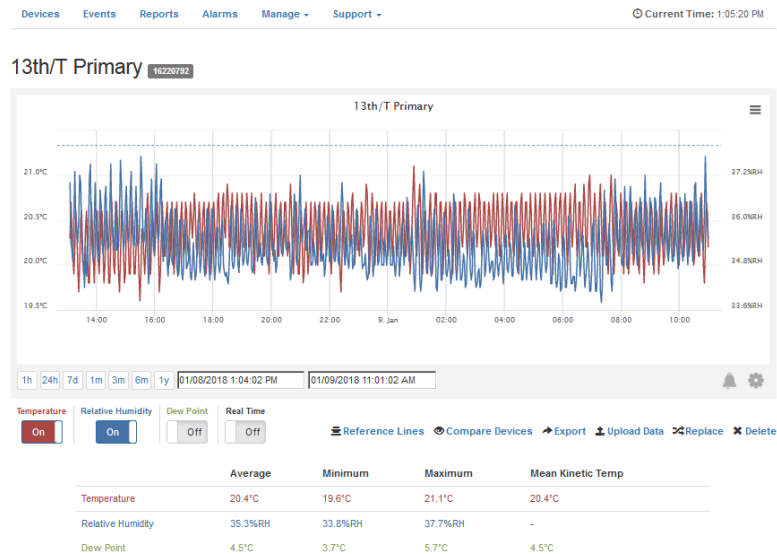 Devices Events Reports Alarms Manage Support Current Time: 1:05:20 PM
13th/T Primary 16220792
13th/T Primary
21.0°C 37.2%RH
20.5°C 36.0%RH
20.0°C 34.8%RH
19.5°C 33.6%RH
14:00 16:00 18:00 20:00 22:00 9. Jan 02:00 04:00 06:00 08:00 10:00
1h 24h 7d 1m 3m 6m 1y 01/08/2018 1:04:02 PM 01/09/2018 11:01:02 AM
Temperature Relative Humidity Dew Point Real Time
On On Off Off Reference Lines Compare Devices Export Upload Data Replace Delete
Average Minimum Maximum Mean Kinetic Temp
Temperature 20.4°C 19.6°C 21.1°C 20.4°C
Relative Humidity 35.3%RH 33.8%RH 37.7%RH -
Dew Point 4.5°C 3.7°C 5.7°C 4.5°C